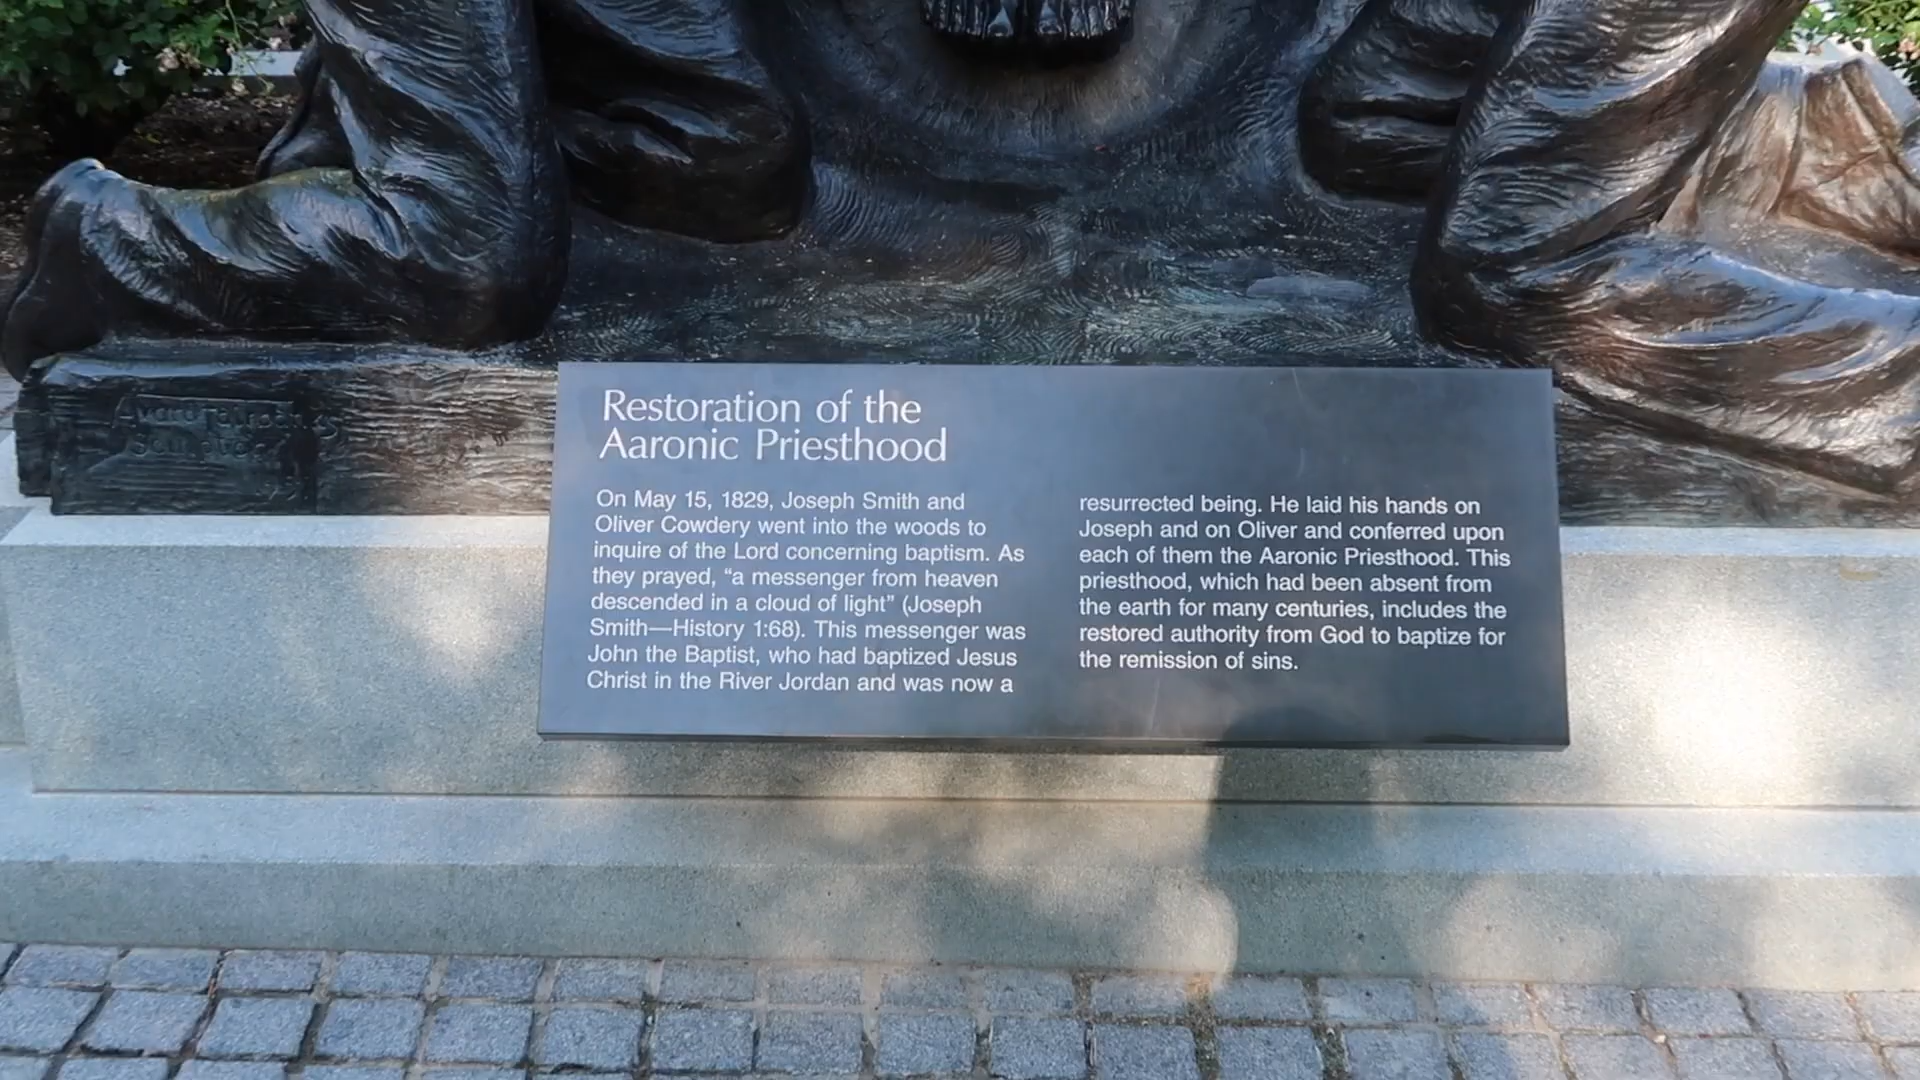 Restoration of the
Aaronic Priesthood
On May 15, 1829, Joseph Smith and
Oliver Cowdery went into the woods to
inquire of the Lord concerning baptism. As
they prayed, “a messenger from heaven
descended in a cloud of light” (Joseph
Smith—History 1:68). This messenger was
John the Baptist, who had baptized Jesus
Christ in the River Jordan and was now a
resurrected being. He laid his hands on
Joseph and on Oliver and conferred upon
each of them the Aaronic Priesthood. This
priesthood, which had been absent from
the earth for many centuries, includes the
restored authority from God to baptize for
the remission of sins.